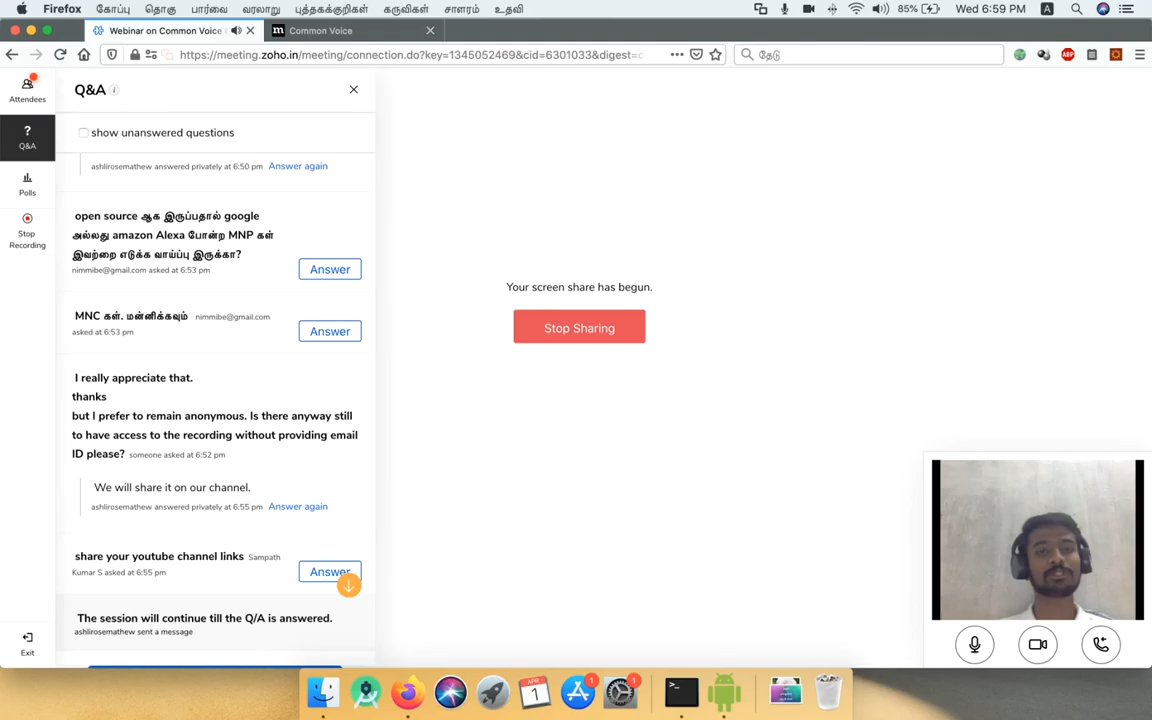 Firefox கோப்பு தொகு பார்வை வரலாறு புத்தகக்குறிகள் கருவிகள் சாளரம் உதவி 85% Wed 6:59 PM A
Webinar on Common Voice
m Common Voice
https://meeting.zoho.in/meeting/connection.do?key=1345052469&cid=6301033&digest=c
தேடு
ABP
Attendees
Q&A
Polls
Stop
Recording
Exit
Q&A
show unanswered questions
ashlirosemathew answered privately at 6:50 pm Answer again
open source ஆக இருப்பதால் google
அல்லது amazon Alexa போன்ற MNP கள்
இவற்றை எடுக்க வாய்ப்பு இருக்கா?
nimmibe@gmail.com asked at 6:53 pm
Answer
MNC கள். மன்னிக்கவும் nimmibe@gmail.com
asked at 6:53 pm
Answer
I really appreciate that.
thanks
but I prefer to remain anonymous. Is there anyway still
to have access to the recording without providing email
ID please? someone asked at 6:52 pm
We will share it on our channel.
ashlirosemathew answered privately at 6:55 pm Answer again
share your youtube channel links Sampath
Kumar S asked at 6:55 pm
Answer
The session will continue till the Q/A is answered.
ashlirosemathew sent a message
Your screen share has begun.
Stop Sharing
APR
1
1
1